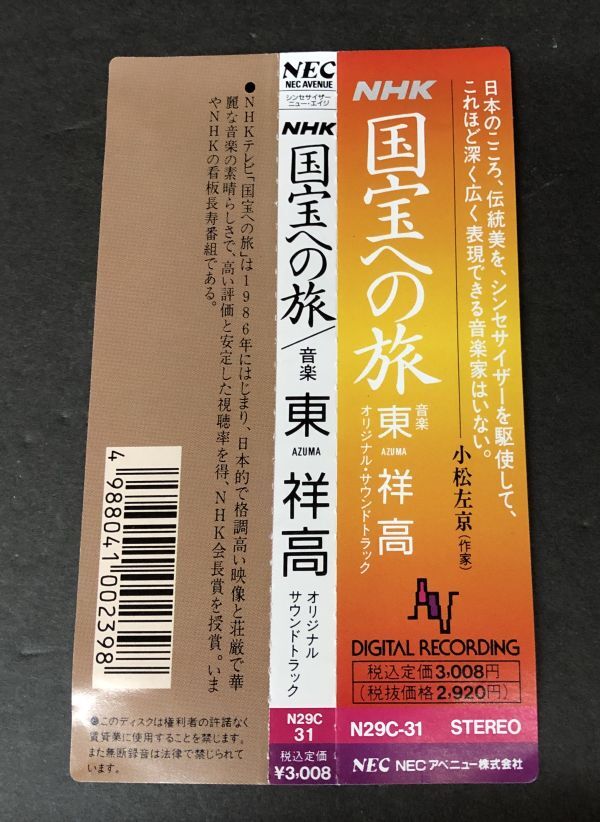 日本のこころ、伝統美を、シンセサイザーを駆使して、
これほど深く広く表現できる音楽家はいない。
小松左京(作家)
NHK
国宝への旅
音楽
東 祥高
AZUMA
オリジナル・サウンドトラック
DIGITAL RECORDING
税込定価3,008円
(税抜価格2,920円)
N29C-31 STEREO
NEC NECアベニュー株式会社
NEC
NEC AVENUE
シンセサイザー
ニュー・エイジ
NHK
国宝への旅/音楽 東 祥高
AZUMA
オリジナル
サウンドトラック
N29C
31
税込定価
¥3,008
●NHKテレビ「国宝への旅」は1986年にはじまり、日本的で格調高い映像と荘厳で華
麗な音楽の素晴らしさで、高い評価と安定した視聴率を得、NHK会長賞を授賞。いま
やNHKの看板長寿番組である。
4988041002398
●このディスクは権利者の許諾なく
賃貸業に使用することを禁じます。
また無断録音は法律で禁じられて
います。